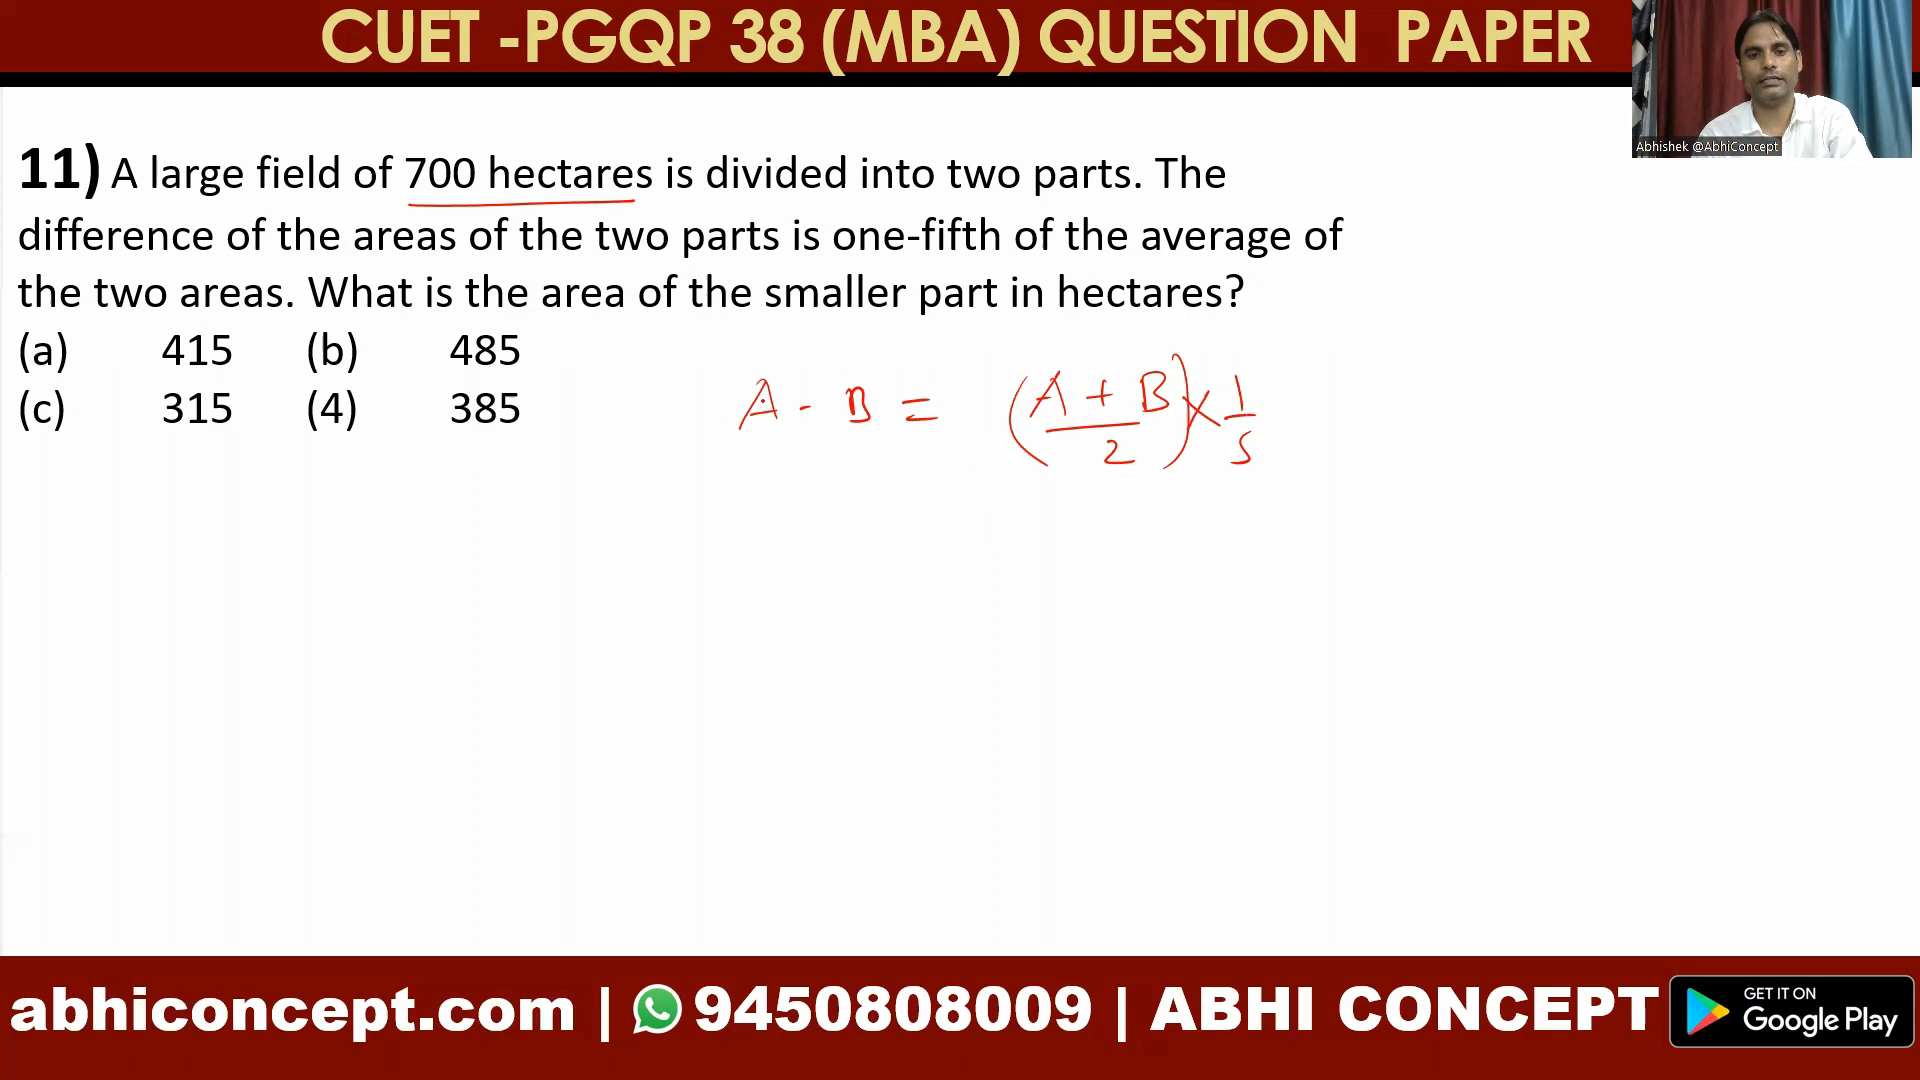 CUET -PGQP 38 (MBA) QUESTION PAPER
Abhishek @AbhiConcept
11) A large field of 700 hectares is divided into two parts. The
difference of the areas of the two parts is one-fifth of the average of
the two areas. What is the area of the smaller part in hectares?
(a) 415 (b) 485
(c) 315 (4) 385
A - B = (A + B / 2) × 1/5
abhiconcept.com | 9450808009 | ABHI CONCEPT
GET IT ON
Google Play